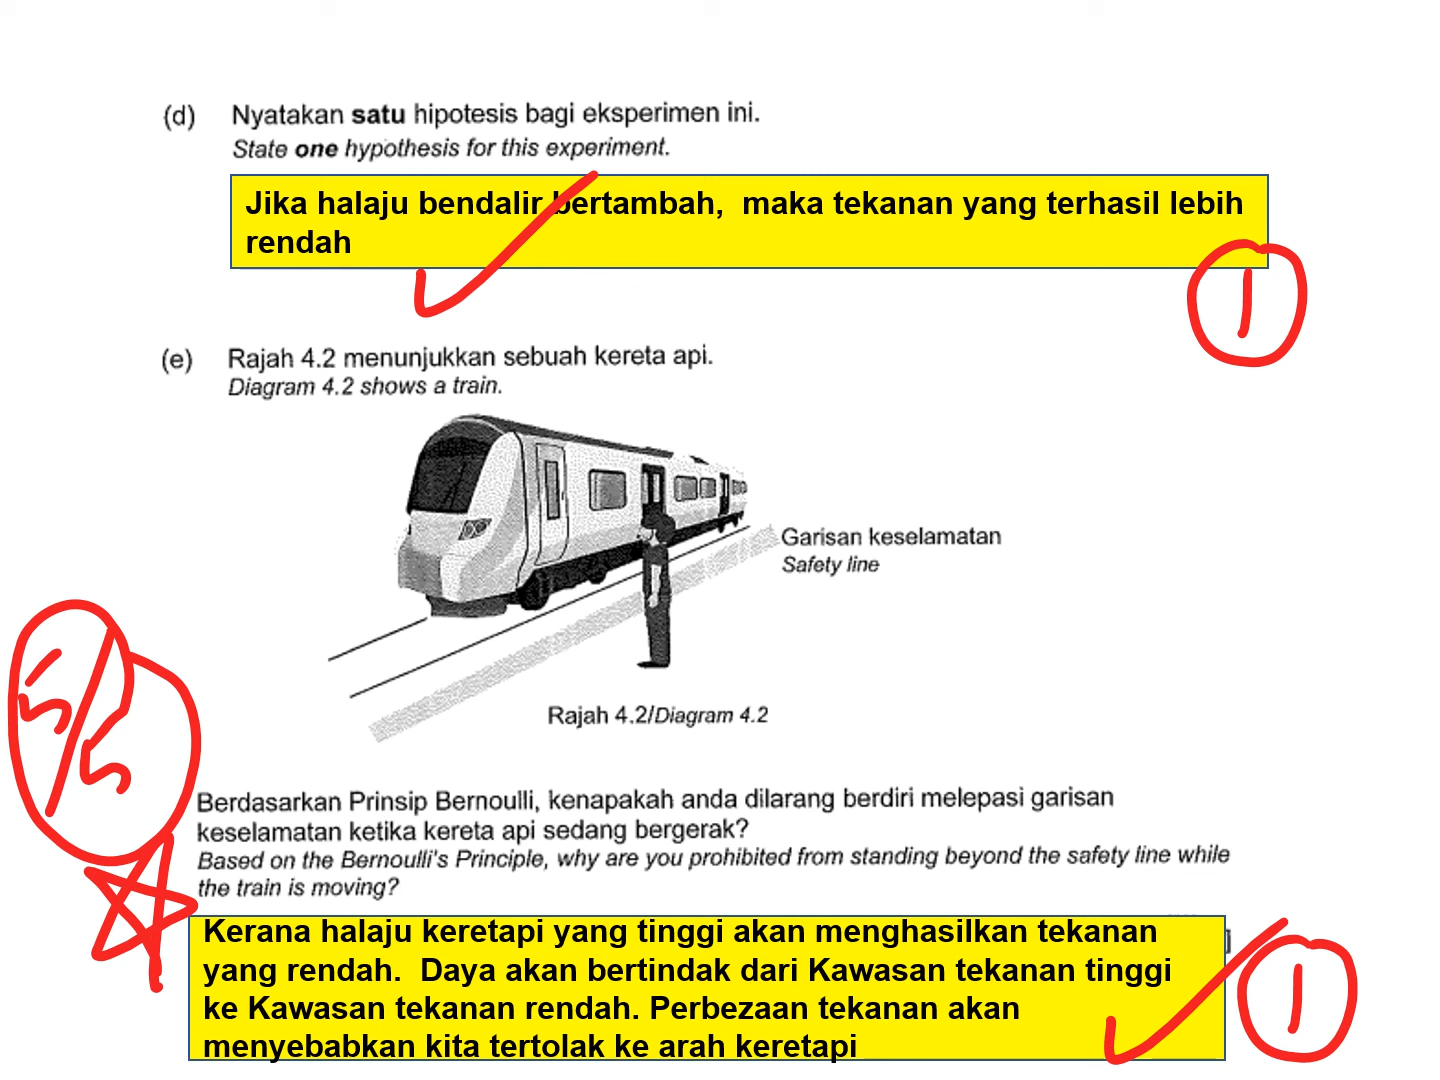 (d) Nyatakan satu hipotesis bagi eksperimen ini.
State one hypothesis for this experiment.
Jika halaju bendalir bertambah, maka tekanan yang terhasil lebih
rendah
1
(e) Rajah 4.2 menunjukkan sebuah kereta api.
Diagram 4.2 shows a train.
Garisan keselamatan
Safety line
Rajah 4.2/Diagram 4.2
5/5
Berdasarkan Prinsip Bernoulli, kenapakah anda dilarang berdiri melepasi garisan
keselamatan ketika kereta api sedang bergerak?
Based on the Bernoulli's Principle, why are you prohibited from standing beyond the safety line while
the train is moving?
Kerana halaju keretapi yang tinggi akan menghasilkan tekanan
yang rendah. Daya akan bertindak dari Kawasan tekanan tinggi
ke Kawasan tekanan rendah. Perbezaan tekanan akan
menyebabkan kita tertolak ke arah keretapi
1